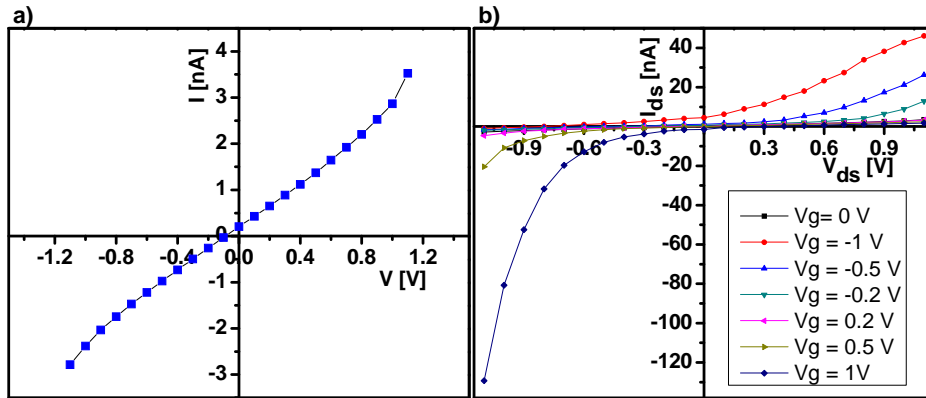 a)
I [nA]
4
3
2
1
0
-1
-2
-3
-1.2 -0.8 -0.4 0.0 0.4 0.8 1.2
V [V]
b)
I_ds [nA]
40
20
-20
-40
-60
-80
-100
-120
-0.9 -0.6 -0.3 0.3 0.6 0.9
V_ds [V]
Vg= 0 V
Vg = -1 V
Vg = -0.5 V
Vg = -0.2 V
Vg = 0.2 V
Vg = 0.5 V
Vg = 1V